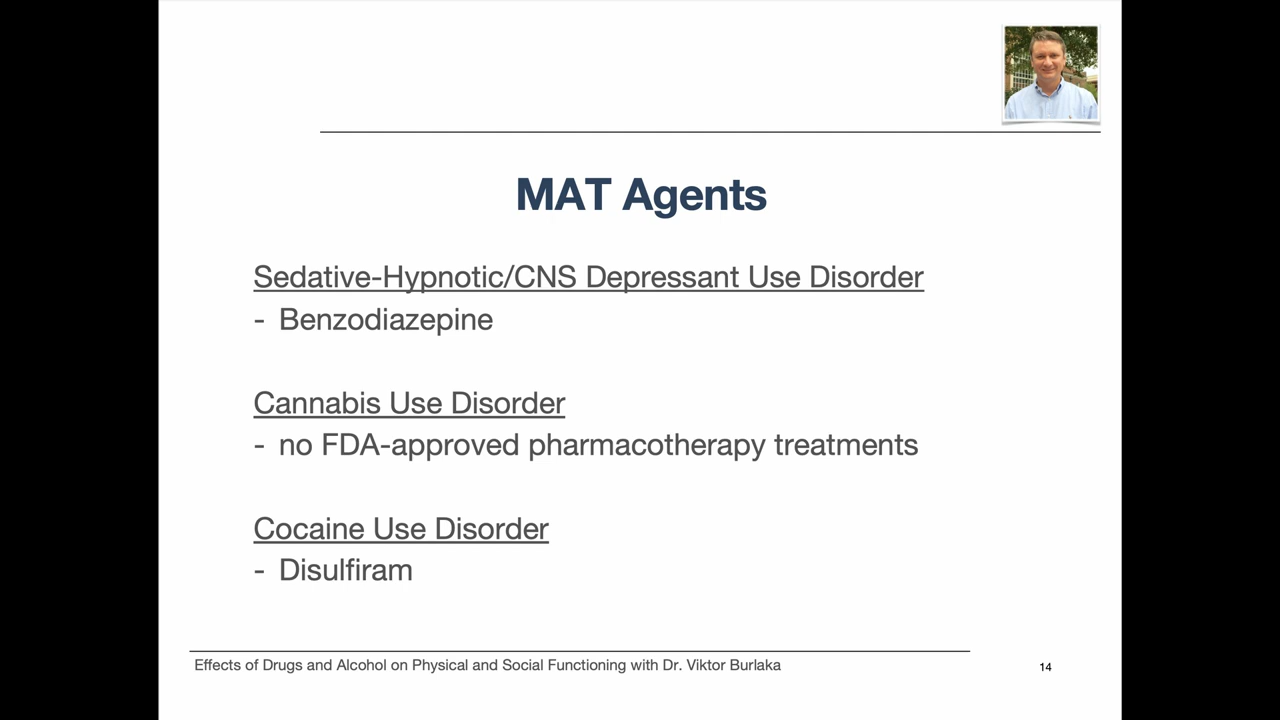 MAT Agents
Sedative-Hypnotic/CNS Depressant Use Disorder
- Benzodiazepine
Cannabis Use Disorder
- no FDA-approved pharmacotherapy treatments
Cocaine Use Disorder
- Disulfiram
Effects of Drugs and Alcohol on Physical and Social Functioning with Dr. Viktor Burlaka
14